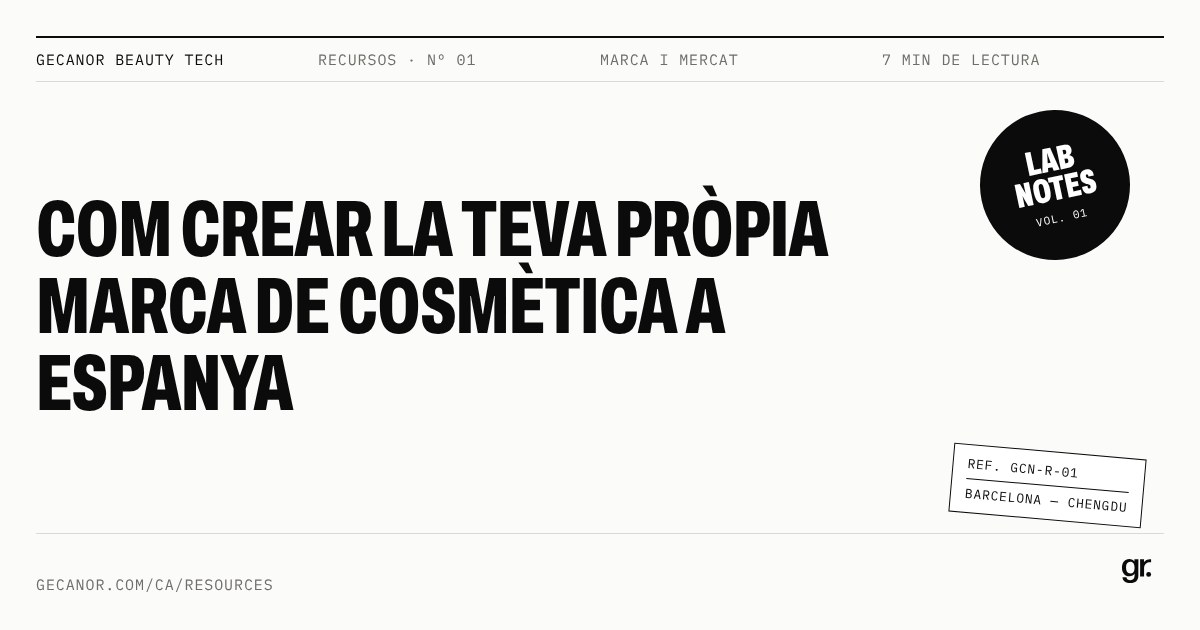 GECANOR BEAUTY TECH
RECURSOS · Nº 01
MARCA I MERCAT
7 MIN DE LECTURA
LAB
NOTES
VOL. 01
COM CREAR LA TEVA PRÒPIA
MARCA DE COSMÈTICA A
ESPANYA
REF. GCN-R-01
BARCELONA — CHENGDU
GECANOR.COM/CA/RESOURCES
gr.